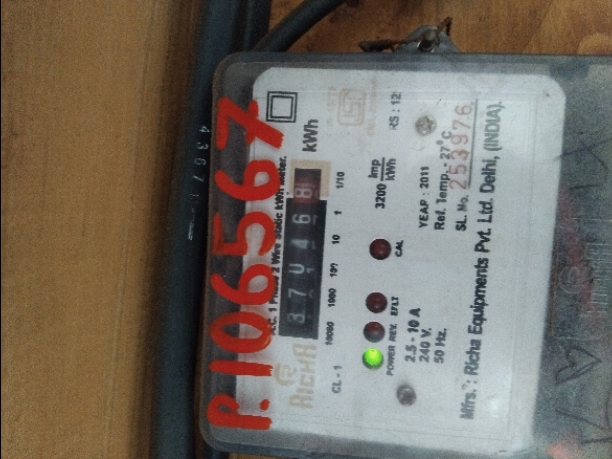 P.106567
A.C. 1 Phase 2 Wire Static kWh Meter.
3 7 0 4 6 8 kWh
10000 1000 100 10 1 1/10
RICHA
CL - 1
3200 Imp/kWh
CAL
POWER REV. EFLT
RS : 12
YEAR : 2011
Ref. Temp. - 27°C
SL. No. 253976
2.5 - 10 A
240 V.
50 Hz.
Mfrs. : Richa Equipments Pvt. Ltd. Delhi, (INDIA).